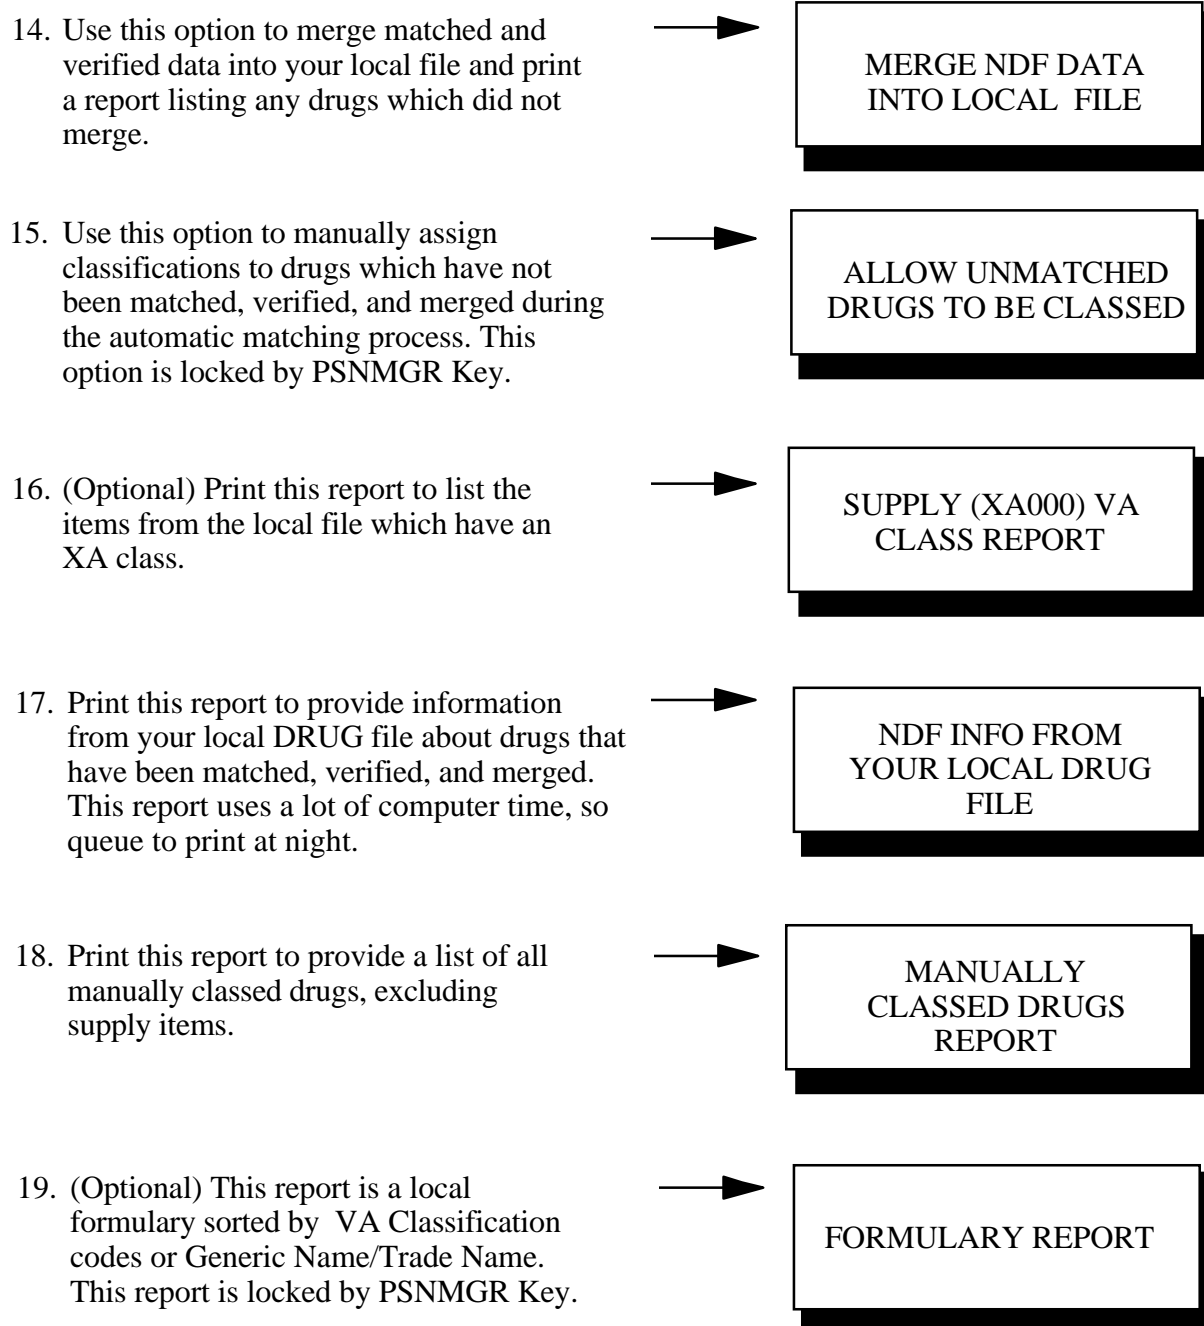 14. Use this option to merge matched and
verified data into your local file and print
a report listing any drugs which did not
merge.
MERGE NDF DATA
INTO LOCAL FILE
15. Use this option to manually assign
classifications to drugs which have not
been matched, verified, and merged during
the automatic matching process. This
option is locked by PSNMGR Key.
ALLOW UNMATCHED
DRUGS TO BE CLASSED
16. (Optional) Print this report to list the
items from the local file which have an
XA class.
SUPPLY (XA000) VA
CLASS REPORT
17. Print this report to provide information
from your local DRUG file about drugs that
have been matched, verified, and merged.
This report uses a lot of computer time, so
queue to print at night.
NDF INFO FROM
YOUR LOCAL DRUG
FILE
18. Print this report to provide a list of all
manually classed drugs, excluding
supply items.
MANUALLY
CLASSED DRUGS
REPORT
19. (Optional) This report is a local
formulary sorted by VA Classification
codes or Generic Name/Trade Name.
This report is locked by PSNMGR Key.
FORMULARY REPORT